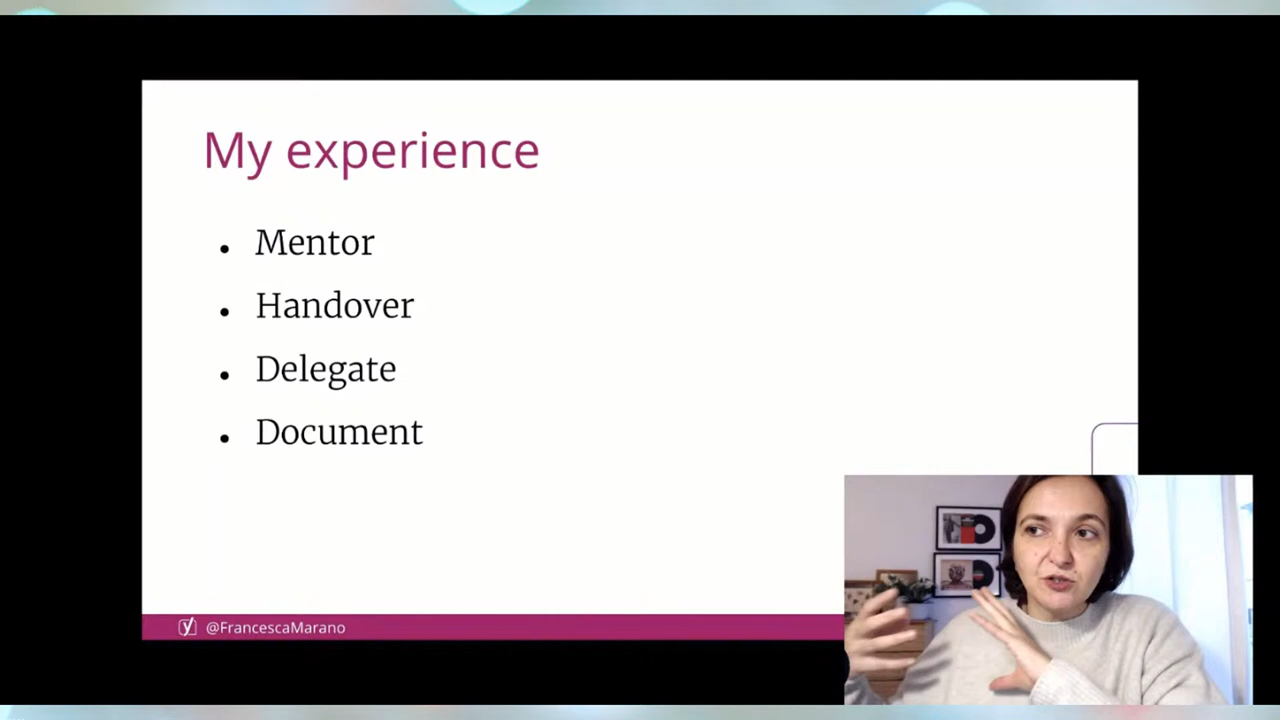 My experience
• Mentor
• Handover
• Delegate
• Document
@FrancescaMarano